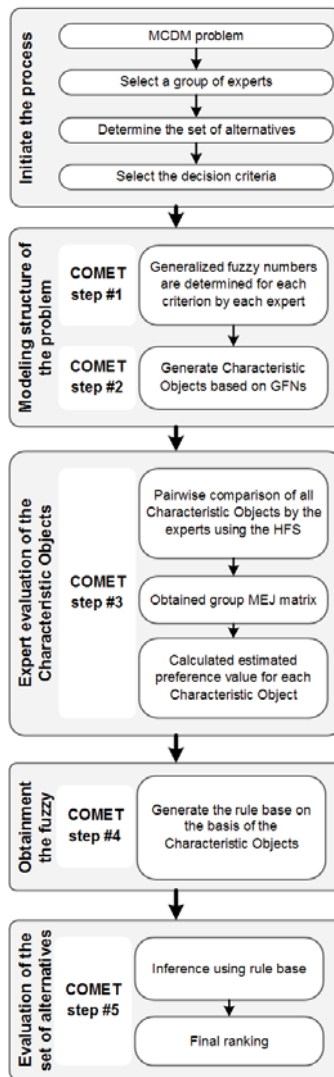 Initiate the process
MCDM problem
Select a group of experts
Determine the set of alternatives
Select the decision criteria
Modeling structure of
the problem
COMET
step #1
Generalized fuzzy numbers
are determined for each
criterion by each expert
COMET
step #2
Generate Characteristic
Objects based on GFNs
Expert evaluation of the
Characteristic Objects
COMET
step #3
Pairwise comparison of all
Characteristic Objects by the
experts using the HFS
Obtained group MEJ matrix
Calculated estimated
preference value for each
Characteristic Object
Obtainment
the fuzzy
COMET
step #4
Generate the rule base on
the basis of the
Characteristic Objects
Evaluation of the
set of alternatives
COMET
step #5
Inference using rule base
Final ranking